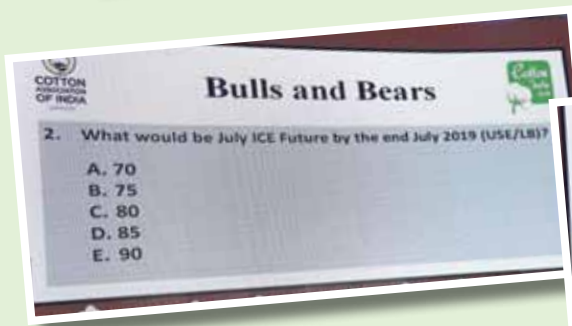 COTTON
ASSOCIATION
OF INDIA
Bulls and Bears
Cotton
2. What would be July ICE Future by the end July 2019 (USE/LB)?
A. 70
B. 75
C. 80
D. 85
E. 90